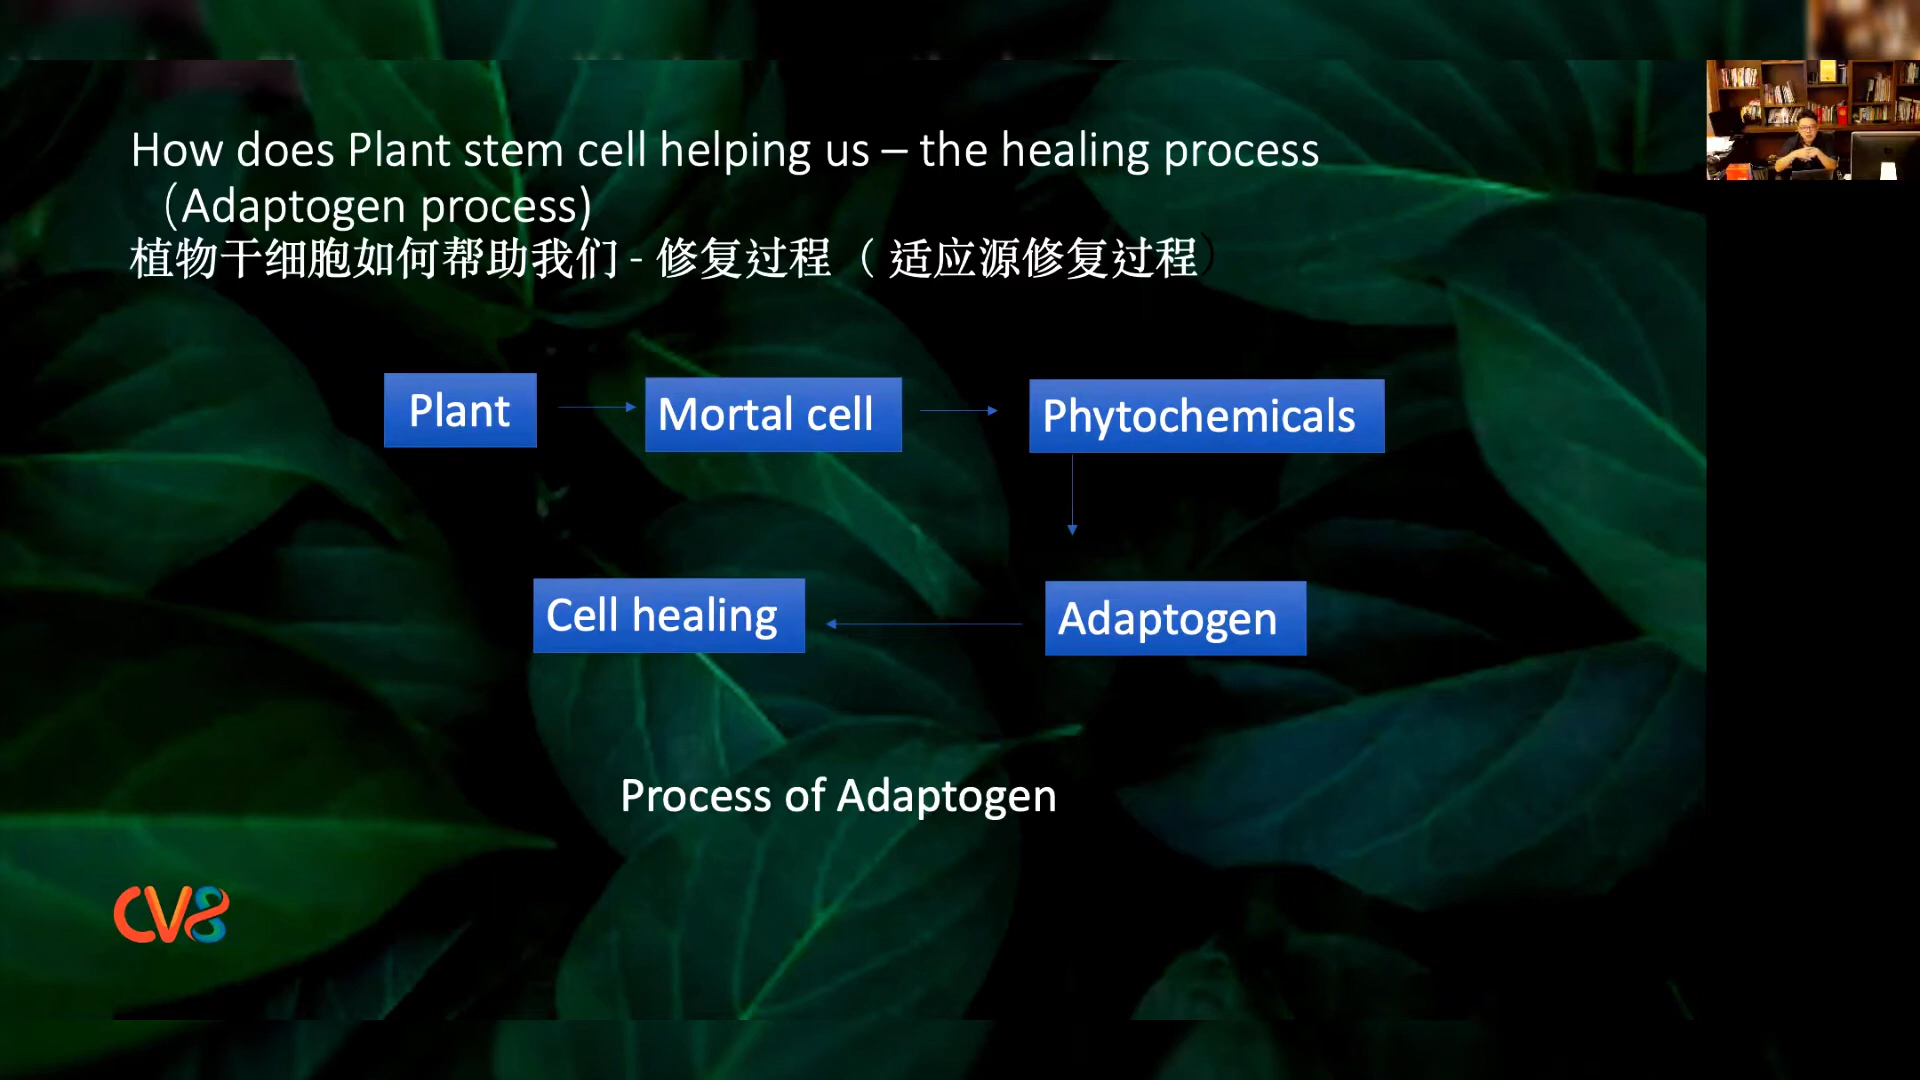 How does Plant stem cell helping us – the healing process
（Adaptogen process)
植物干细胞如何帮助我们 - 修复过程 （ 适应源修复过程）
Plant
Mortal cell
Phytochemicals
Cell healing
Adaptogen
Process of Adaptogen
CV8